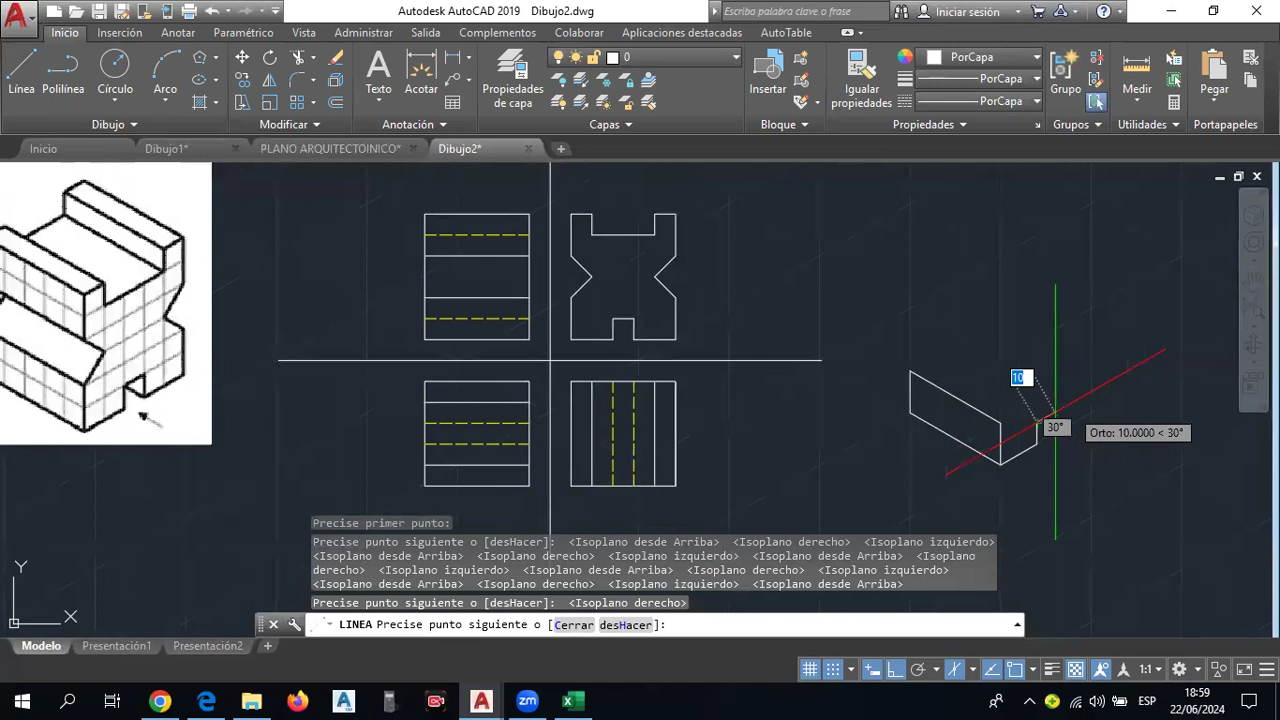 Autodesk AutoCAD 2019 Dibujo2.dwg
Escriba palabra clave o frase
Iniciar sesión
Inicio Inserción Anotar Paramétrico Vista Administrar Salida Complementos Colaborar Aplicaciones destacadas AutoTable
Línea Polilínea Círculo Arco
Texto Acotar
Propiedades de capa
0
Insertar
Igualar propiedades
PorCapa
PorCapa
PorCapa
Grupo Medir Pegar
Dibujo Modificar Anotación Capas Bloque Propiedades Grupos Utilidades Portapapeles
Inicio Dibujo1* PLANO ARQUITECTOINICO* Dibujo2*
10
30°
Orto: 10.0000 < 30°
Precise primer punto:
Precise punto siguiente o [desHacer]: <Isoplano desde Arriba> <Isoplano derecho> <Isoplano izquierdo>
<Isoplano desde Arriba> <Isoplano derecho> <Isoplano izquierdo> <Isoplano desde Arriba> <Isoplano
derecho> <Isoplano izquierdo> <Isoplano desde Arriba> <Isoplano derecho> <Isoplano izquierdo>
<Isoplano desde Arriba> <Isoplano derecho> <Isoplano izquierdo> <Isoplano desde Arriba>
Precise punto siguiente o [desHacer]: <Isoplano derecho>
LINEA Precise punto siguiente o [Cerrar desHacer]:
Y
X
Modelo Presentación1 Presentación2
1:1
ESP
18:59
22/06/2024